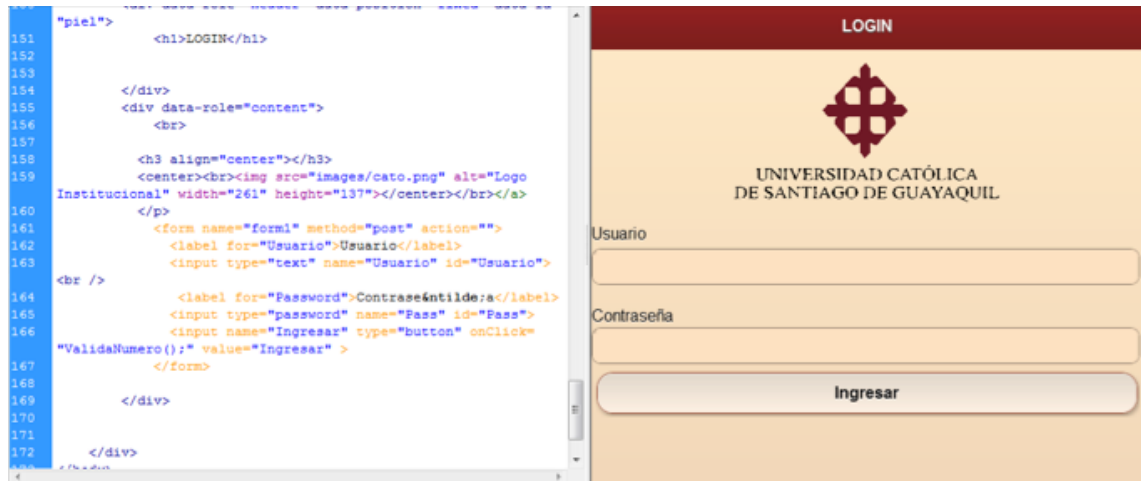 "piel">
151 <h1>LOGIN</h1>
152
153
154 </div>
155 <div data-role="content">
156 <br>
157
158 <h3 align="center"></h3>
159 <center><br><img src="images/cato.png" alt="Logo
Institucional" width="261" height="137"></center></br></a>
160 </p>
161 <form name="form1" method="post" action="">
162 <label for="Usuario">Usuario</label>
163 <input type="text" name="Usuario" id="Usuario">
<br />
164 <label for="Password">Contrase&ntilde;a</label>
165 <input type="password" name="Pass" id="Pass">
166 <input name="Ingresar" type="button" onClick=
"ValidaNumero();" value="Ingresar" >
167 </form>
168
169 </div>
170
171
172 </div>
LOGIN
UNIVERSIDAD CATÓLICA
DE SANTIAGO DE GUAYAQUIL
Usuario
Contraseña
Ingresar